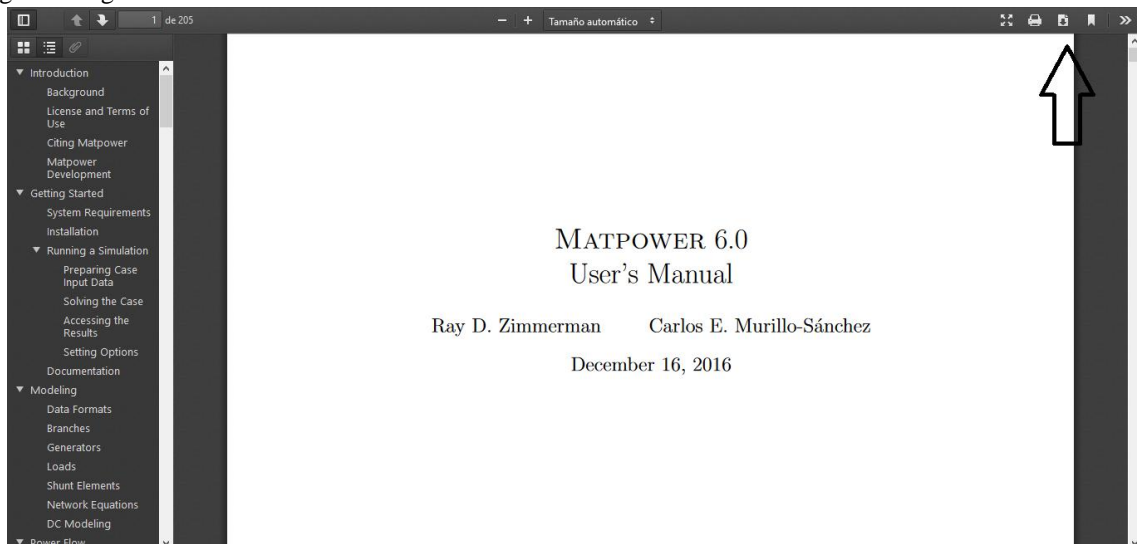 1 de 205
Tamaño automático
Introduction
Background
License and Terms of
Use
Citing Matpower
Matpower
Development
Getting Started
System Requirements
Installation
Running a Simulation
Preparing Case
Input Data
Solving the Case
Accessing the
Results
Setting Options
Documentation
Modeling
Data Formats
Branches
Generators
Loads
Shunt Elements
Network Equations
DC Modeling
Power Flow
MATPOWER 6.0
User's Manual
Ray D. Zimmerman Carlos E. Murillo-Sánchez
December 16, 2016